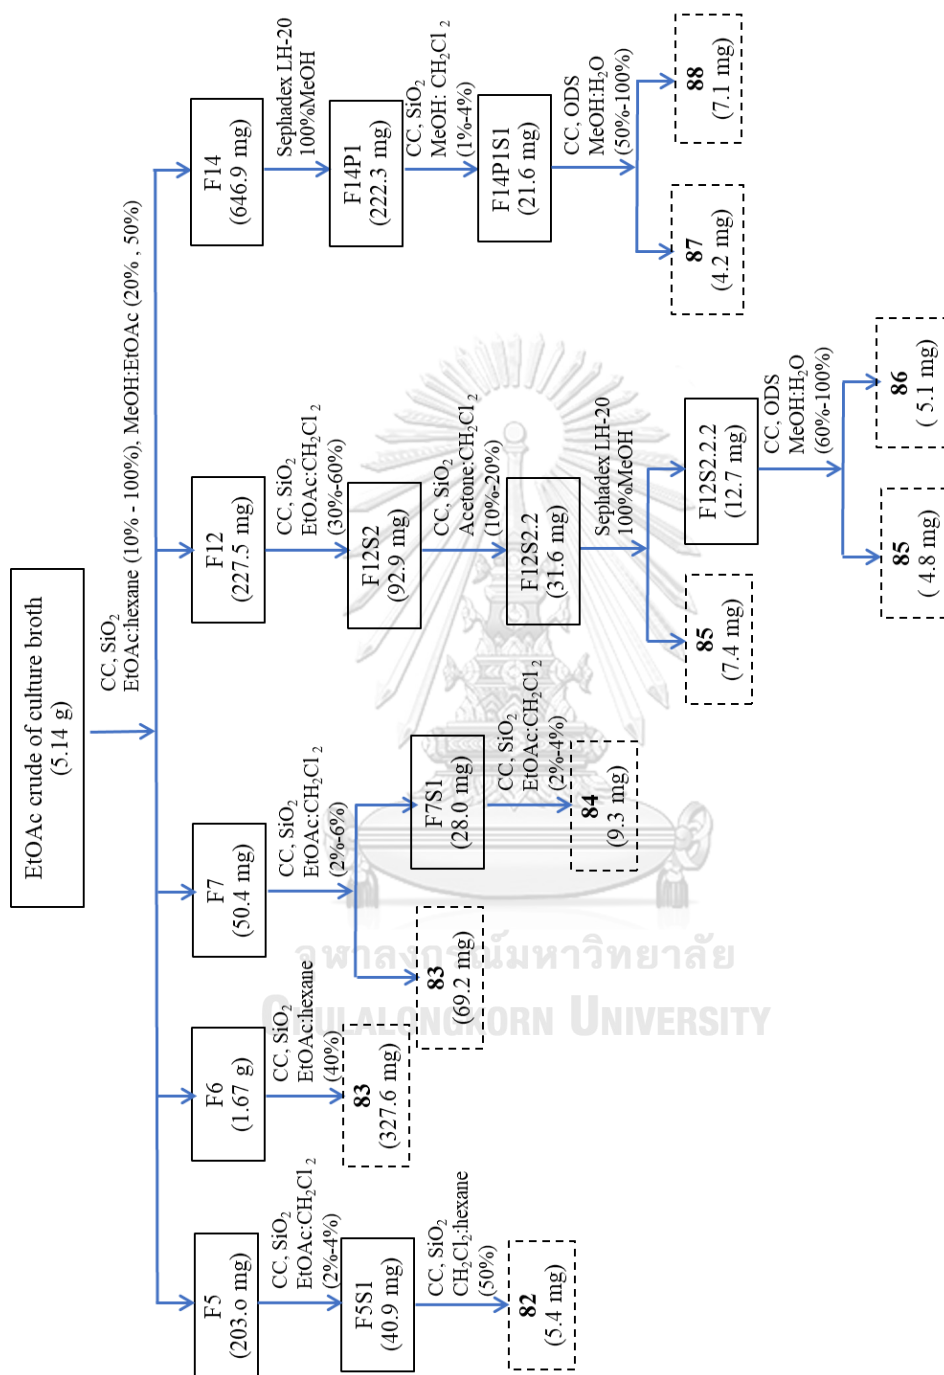 EtOAc crude of culture broth
(5.14 g)
CC, SiO₂
EtOAc:hexane (10% - 100%), MeOH:EtOAc (20% , 50%)
F5
(203.o mg)
CC, SiO₂
EtOAc:CH₂Cl₂
(2%-4%)
F5S1
(40.9 mg)
CC, SiO₂
CH₂Cl₂:hexane
(50%)
82
(5.4 mg)
F6
(1.67 g)
CC, SiO₂
EtOAc:hexane
(40%)
83
(327.6 mg)
F7
(50.4 mg)
CC, SiO₂
EtOAc:CH₂Cl₂
(2%-6%)
83
(69.2 mg)
F7S1
(28.0 mg)
CC, SiO₂
EtOAc:CH₂Cl₂
(2%-4%)
84
(9.3 mg)
F12
(227.5 mg)
CC, SiO₂
EtOAc:CH₂Cl₂
(30%-60%)
F12S2
(92.9 mg)
CC, SiO₂
Acetone:CH₂Cl₂
(10%-20%)
F12S2.2
(31.6 mg)
Sephadex LH-20
100%MeOH
85
(7.4 mg)
F12S2.2.2
(12.7 mg)
CC, ODS
MeOH:H₂O
(60%-100%)
85
( 4.8 mg)
86
( 5.1 mg)
F14
(646.9 mg)
Sephadex LH-20
100%MeOH
F14P1
(222.3 mg)
CC, SiO₂
MeOH: CH₂Cl₂
(1%-4%)
F14P1S1
(21.6 mg)
CC, ODS
MeOH:H₂O
(50%-100%)
87
(4.2 mg)
88
(7.1 mg)
จุฬาลงกรณ์มหาวิทยาลัย
CHULALONGKORN UNIVERSITY